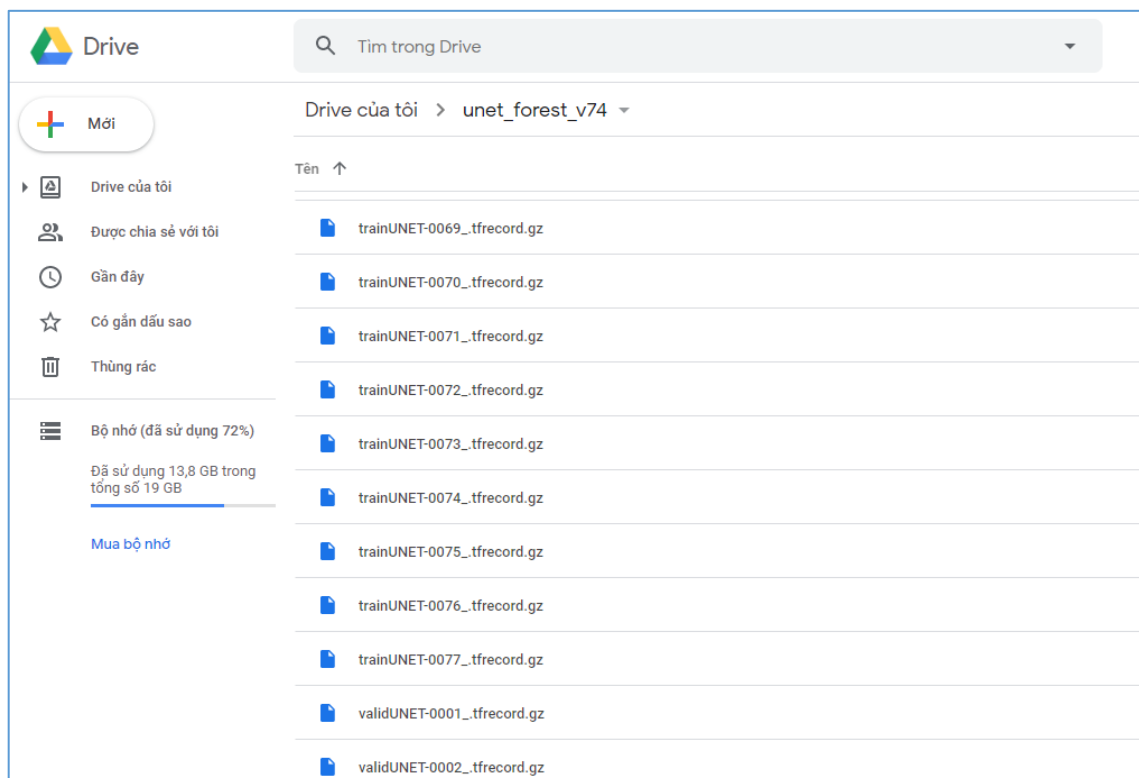 Drive
Tìm trong Drive
Mới
Drive của tôi
Được chia sẻ với tôi
Gần đây
Có gắn dấu sao
Thùng rác
Bộ nhớ (đã sử dụng 72%)
Đã sử dụng 13,8 GB trong
tổng số 19 GB
Mua bộ nhớ
Drive của tôi > unet_forest_v74
Tên
trainUNET-0069_.tfrecord.gz
trainUNET-0070_.tfrecord.gz
trainUNET-0071_.tfrecord.gz
trainUNET-0072_.tfrecord.gz
trainUNET-0073_.tfrecord.gz
trainUNET-0074_.tfrecord.gz
trainUNET-0075_.tfrecord.gz
trainUNET-0076_.tfrecord.gz
trainUNET-0077_.tfrecord.gz
validUNET-0001_.tfrecord.gz
validUNET-0002_.tfrecord.gz